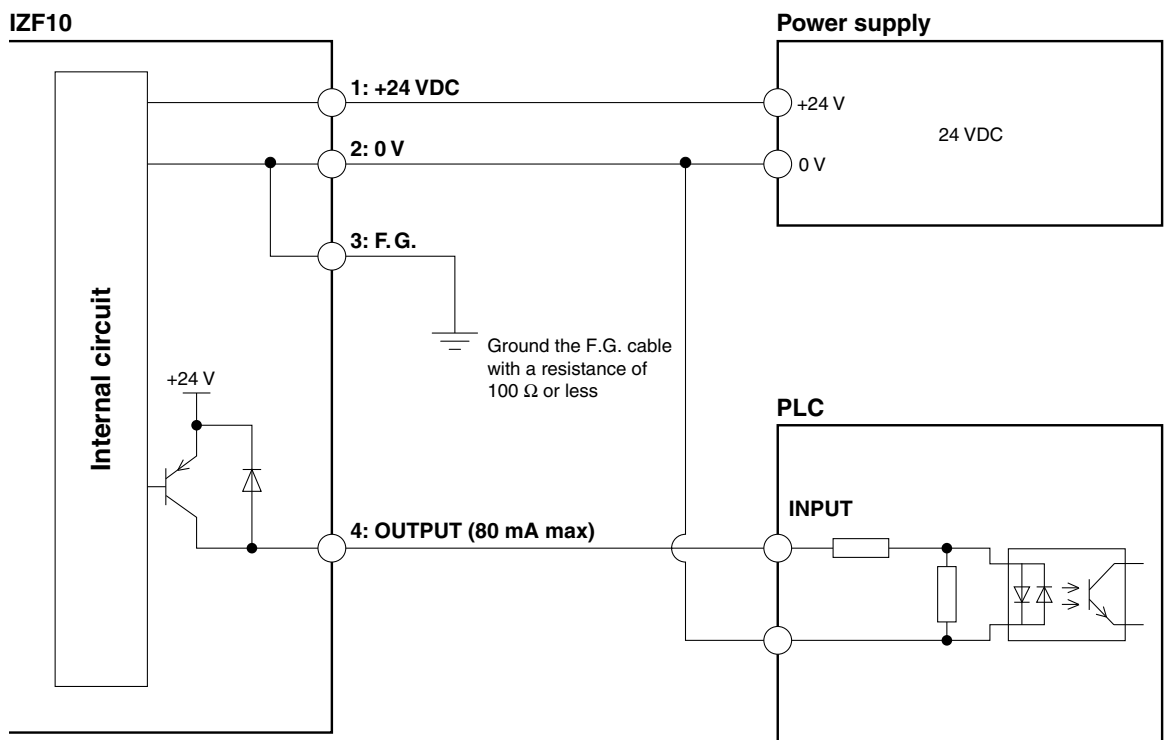 IZF10
Power supply
1: +24 VDC
+24 V
24 VDC
2: 0 V
0 V
3: F.G.
Internal circuit
Ground the F.G. cable
with a resistance of
100 Ω or less
+24 V
PLC
INPUT
4: OUTPUT (80 mA max)